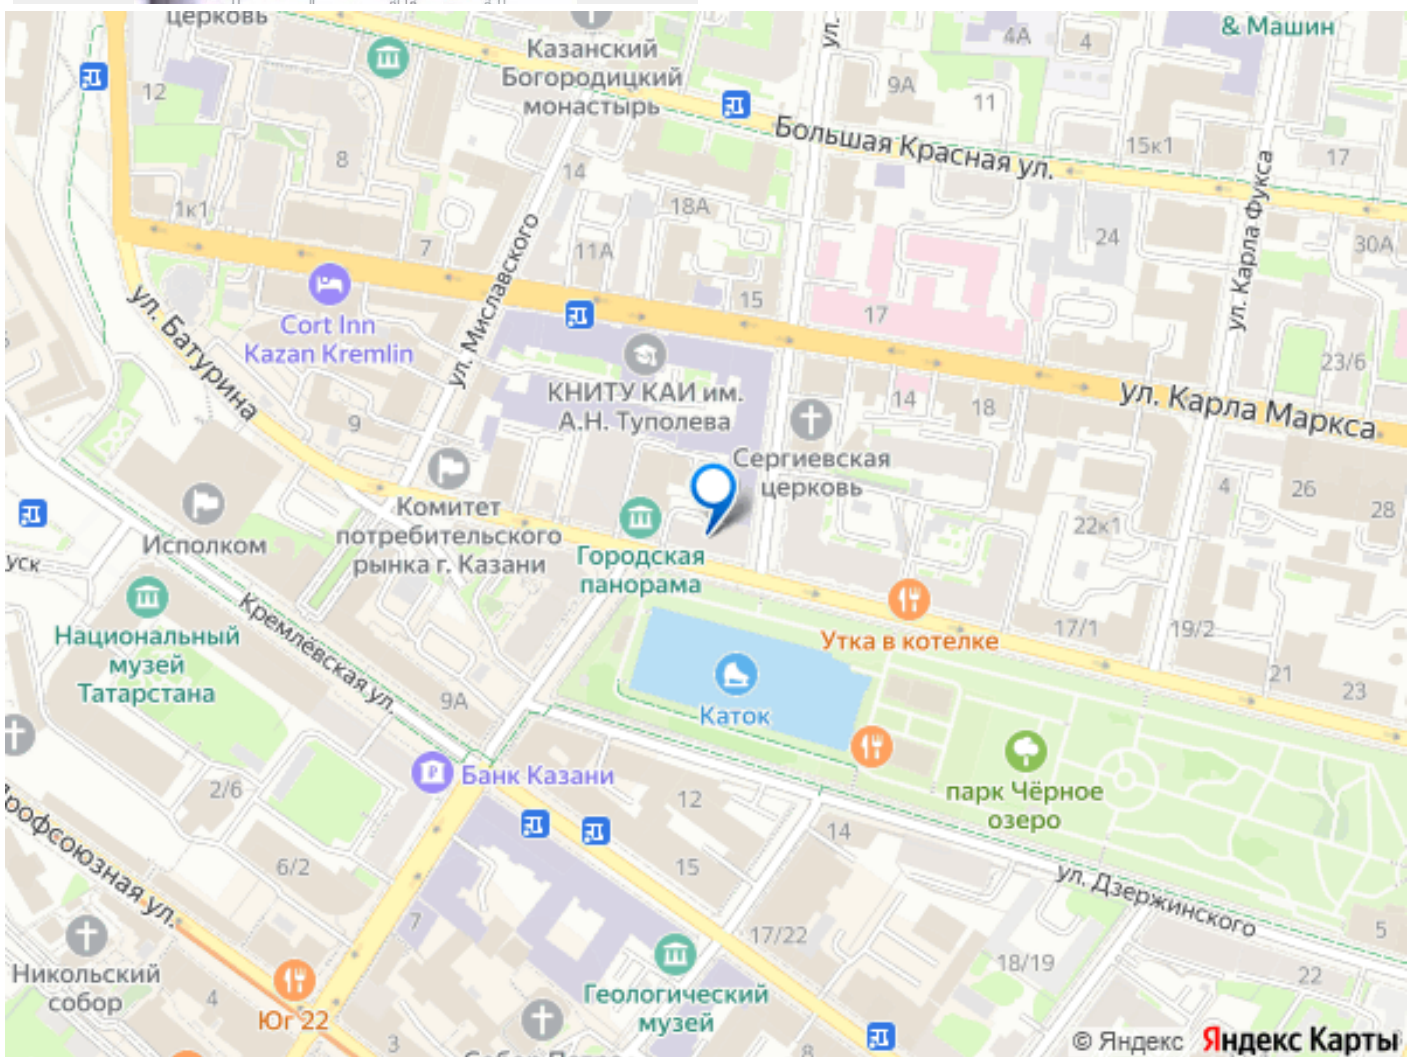 церковь
Казанский
Богородицкий
монастырь
ул.
4А
4
& Машин
12
9А
11
Большая Красная ул.
15к1
17
8
14
1к1
18А
7
11А
24
30А
ул. Карла Фукса
ул. Миславского
15
17
ул. Батурина
Cort Inn
Kazan Kremlin
23/6
КНИТУ КАИ им.
А.Н. Туполева
14
18
ул. Карла Маркса
9
Сергиевская
церковь
4
26
28
22к1
Комитет
потребительского
рынка г. Казани
Исполком
уск
Городская
панорама
Национальный
музей
Татарстана
Кремлёвская ул.
Утка в котелке
17/1
19/2
21
23
9А
Каток
Банк Казани
парк Чёрное
озеро
2/6
12
14
15
6/2
Профсоюзная ул.
ул. Дзержинского
5
7
17/22
18/19
22
Никольский
собор
4
Юг 22
Геологический
музей
3
© Яндекс Яндекс Карты